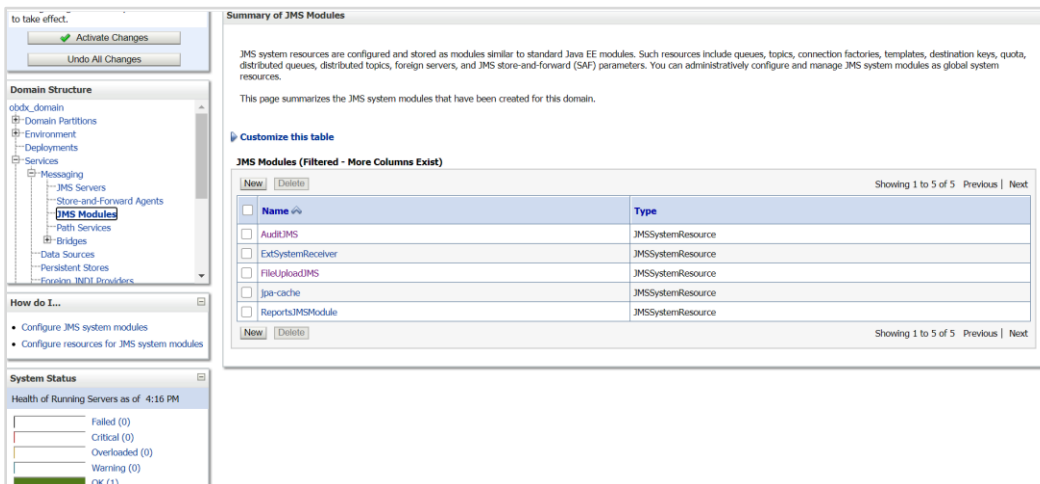 to take effect.
Activate Changes
Undo All Changes
Domain Structure
obdx_domain
Domain Partitions
Environment
Deployments
Services
Messaging
JMS Servers
Store-and-Forward Agents
JMS Modules
Path Services
Bridges
Data Sources
Persistent Stores
Foreign JNDI Providers
How do I...
Configure JMS system modules
Configure resources for JMS system modules
System Status
Health of Running Servers as of 4:16 PM
Failed (0)
Critical (0)
Overloaded (0)
Warning (0)
OK (1)
Summary of JMS Modules
JMS system resources are configured and stored as modules similar to standard Java EE modules. Such resources include queues, topics, connection factories, templates, destination keys, quota,
distributed queues, distributed topics, foreign servers, and JMS store-and-forward (SAF) parameters. You can administratively configure and manage JMS system modules as global system
resources.
This page summarizes the JMS system modules that have been created for this domain.
Customize this table
JMS Modules (Filtered - More Columns Exist)
New Delete Showing 1 to 5 of 5 Previous | Next
Name Type
AuditJMS JMSSystemResource
ExtSystemReceiver JMSSystemResource
FileUploadJMS JMSSystemResource
jpa-cache JMSSystemResource
ReportsJMSModule JMSSystemResource
New Delete Showing 1 to 5 of 5 Previous | Next